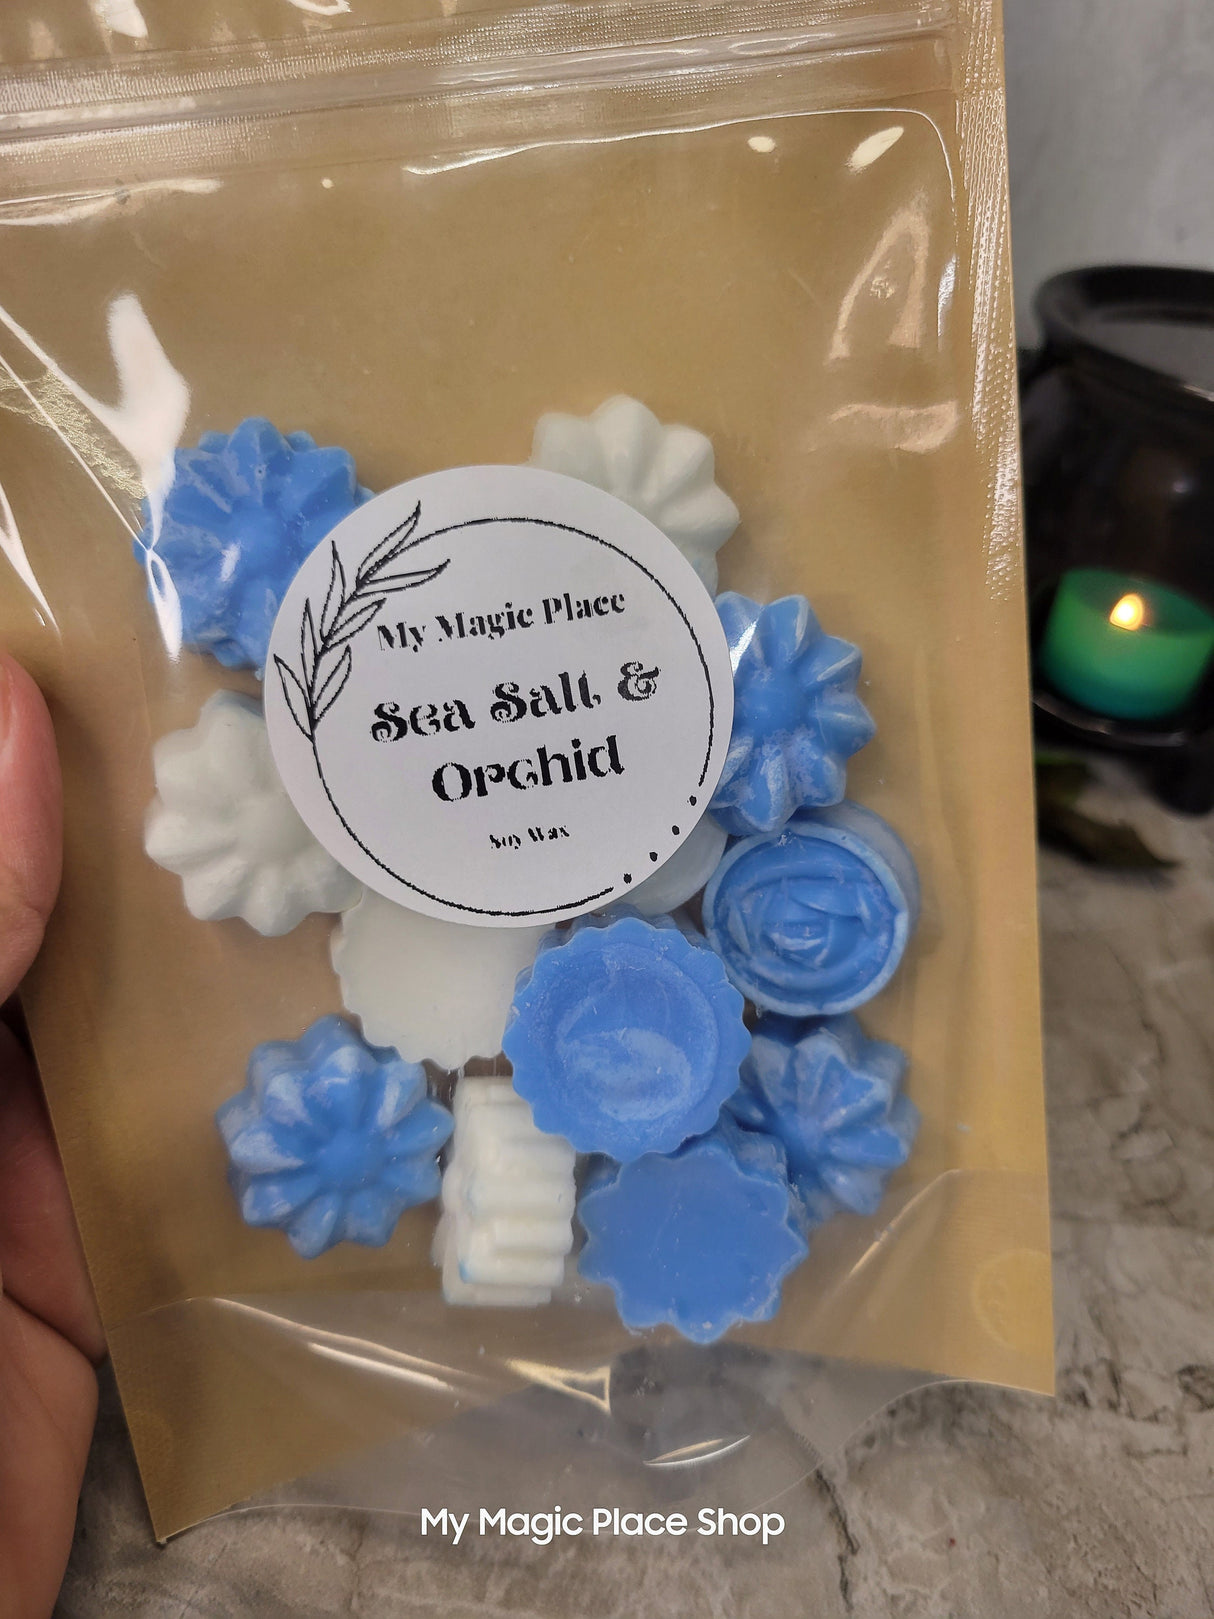 My Magic Place
Sea Salt &
Orchid
Soy Wax
My Magic Place Shop